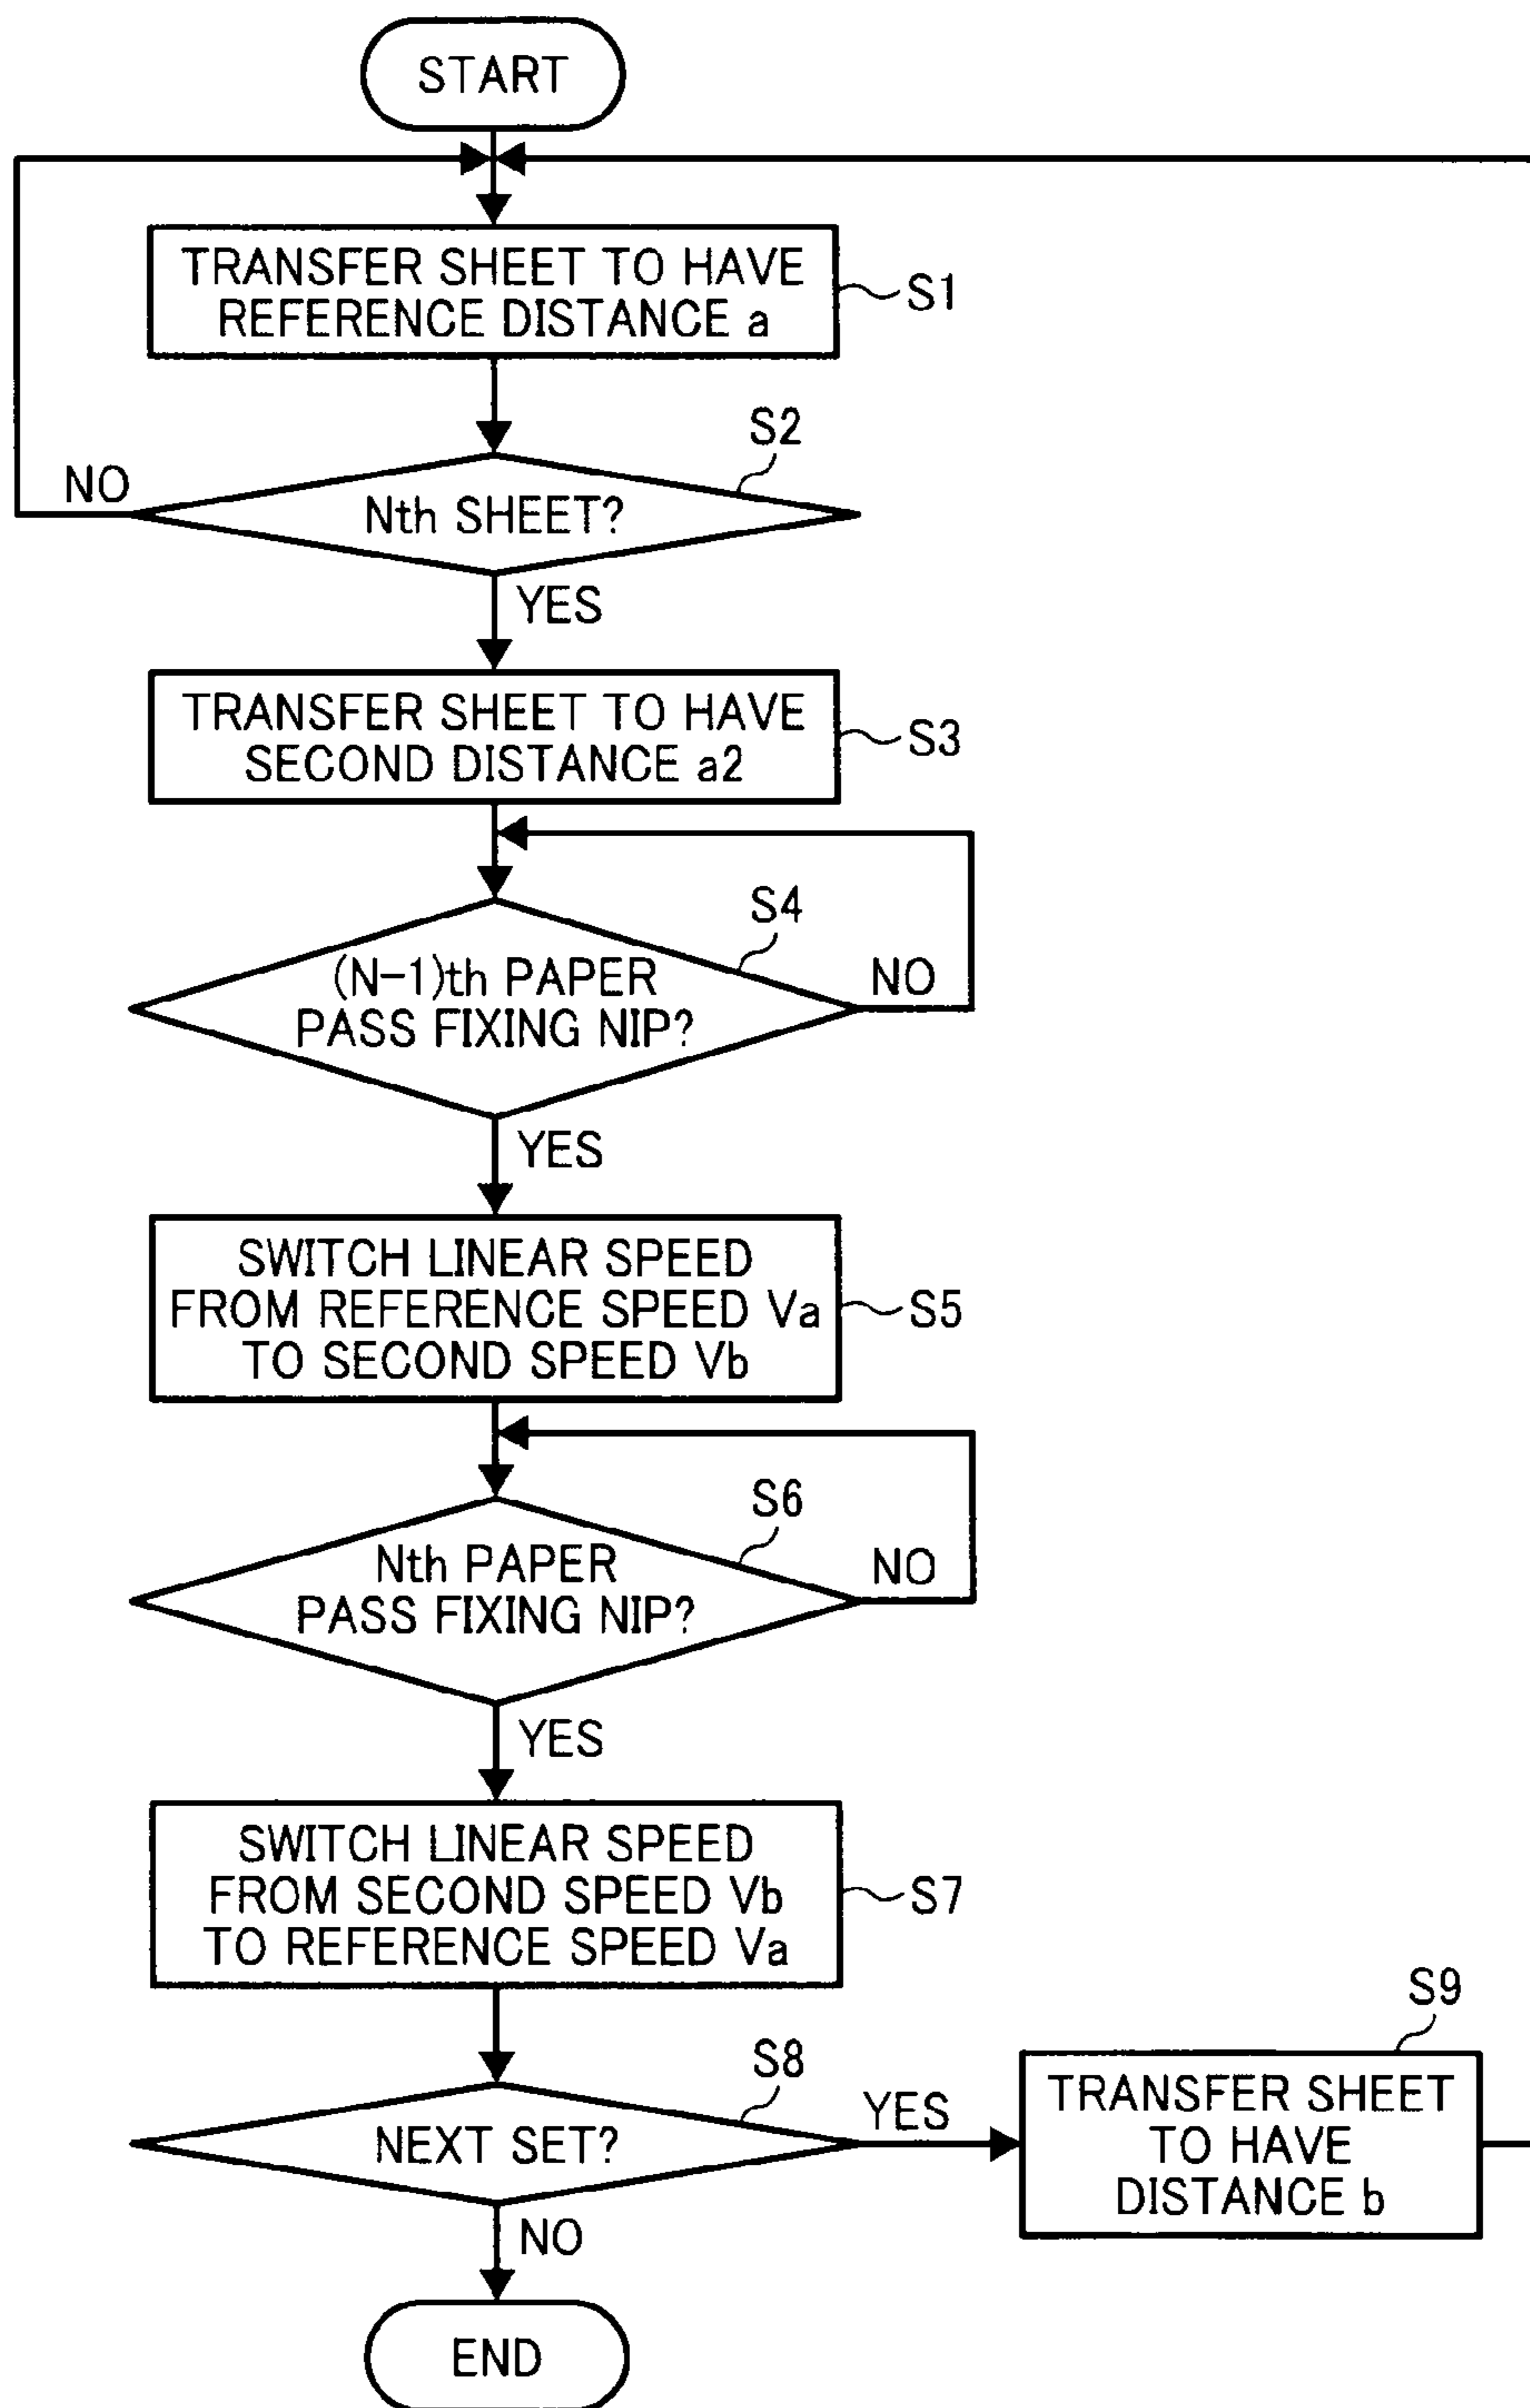 START
TRANSFER SHEET TO HAVE
REFERENCE DISTANCE a
S1
S2
NO
Nth SHEET?
YES
TRANSFER SHEET TO HAVE
SECOND DISTANCE a2
S3
S4
(N-1)th PAPER
PASS FIXING NIP?
NO
YES
SWITCH LINEAR SPEED
FROM REFERENCE SPEED Va
TO SECOND SPEED Vb
S5
S6
Nth PAPER
PASS FIXING NIP?
NO
YES
SWITCH LINEAR SPEED
FROM SECOND SPEED Vb
TO REFERENCE SPEED Va
S7
S8
NEXT SET?
YES
S9
TRANSFER SHEET
TO HAVE
DISTANCE b
NO
END